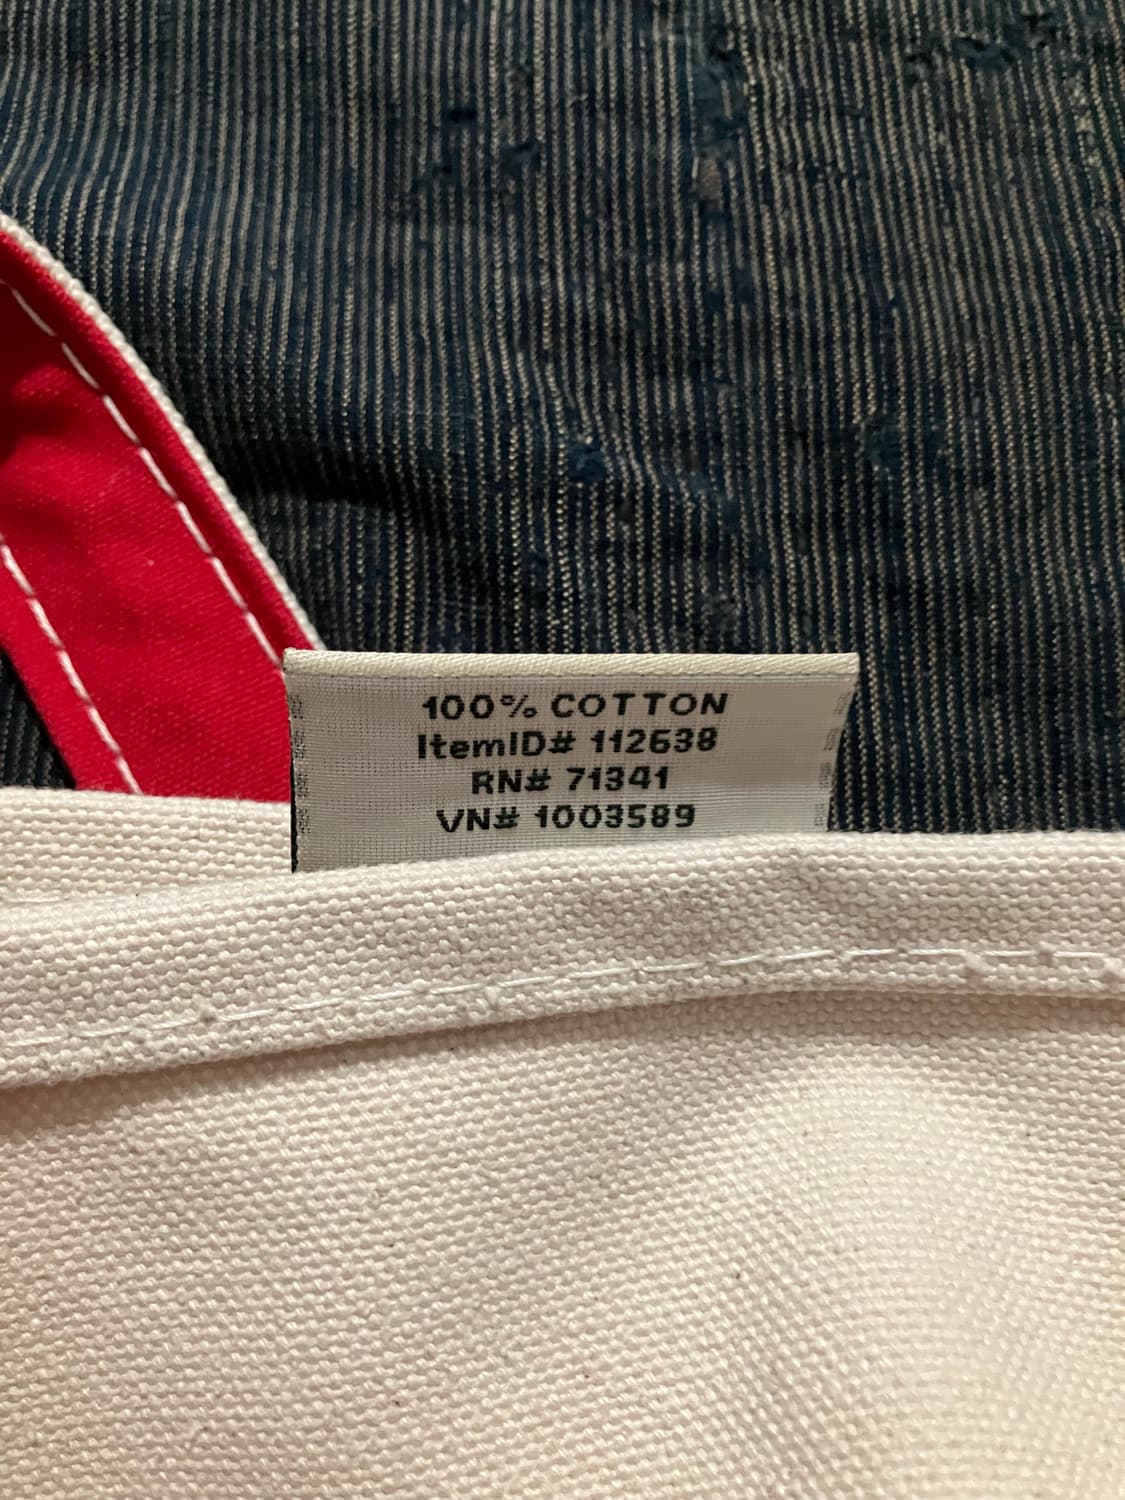 100% COTTON
ItemID# 112638
RN# 71341
VN# 1003589